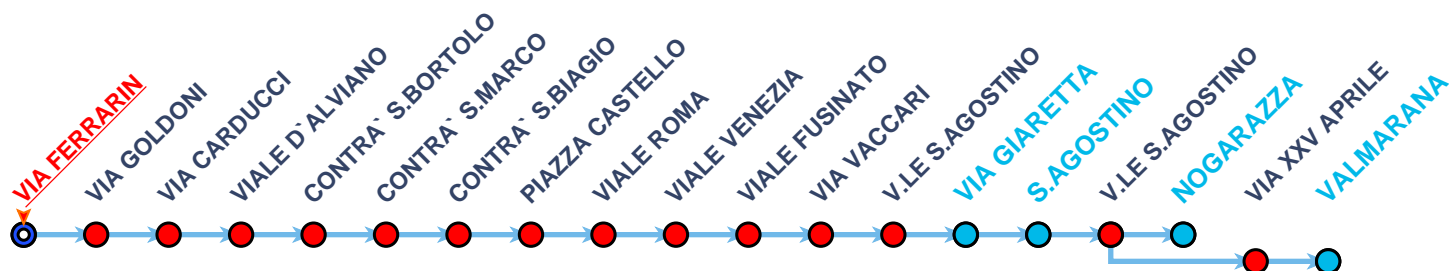 VIA FERRARIN
VIA GOLDONI
VIA CARDUCCI
VIALE D`ALVIANO
CONTRA` S.BORTOLO
CONTRA` S.MARCO
CONTRA` S.BIAGIO
PIAZZA CASTELLO
VIALE ROMA
VIALE VENEZIA
VIALE FUSINATO
VIA VACCARI
V.LE S.AGOSTINO
VIA GIARETTA
S.AGOSTINO
V.LE S.AGOSTINO
NOGARAZZA
VIA XXV APRILE
VALMARANA